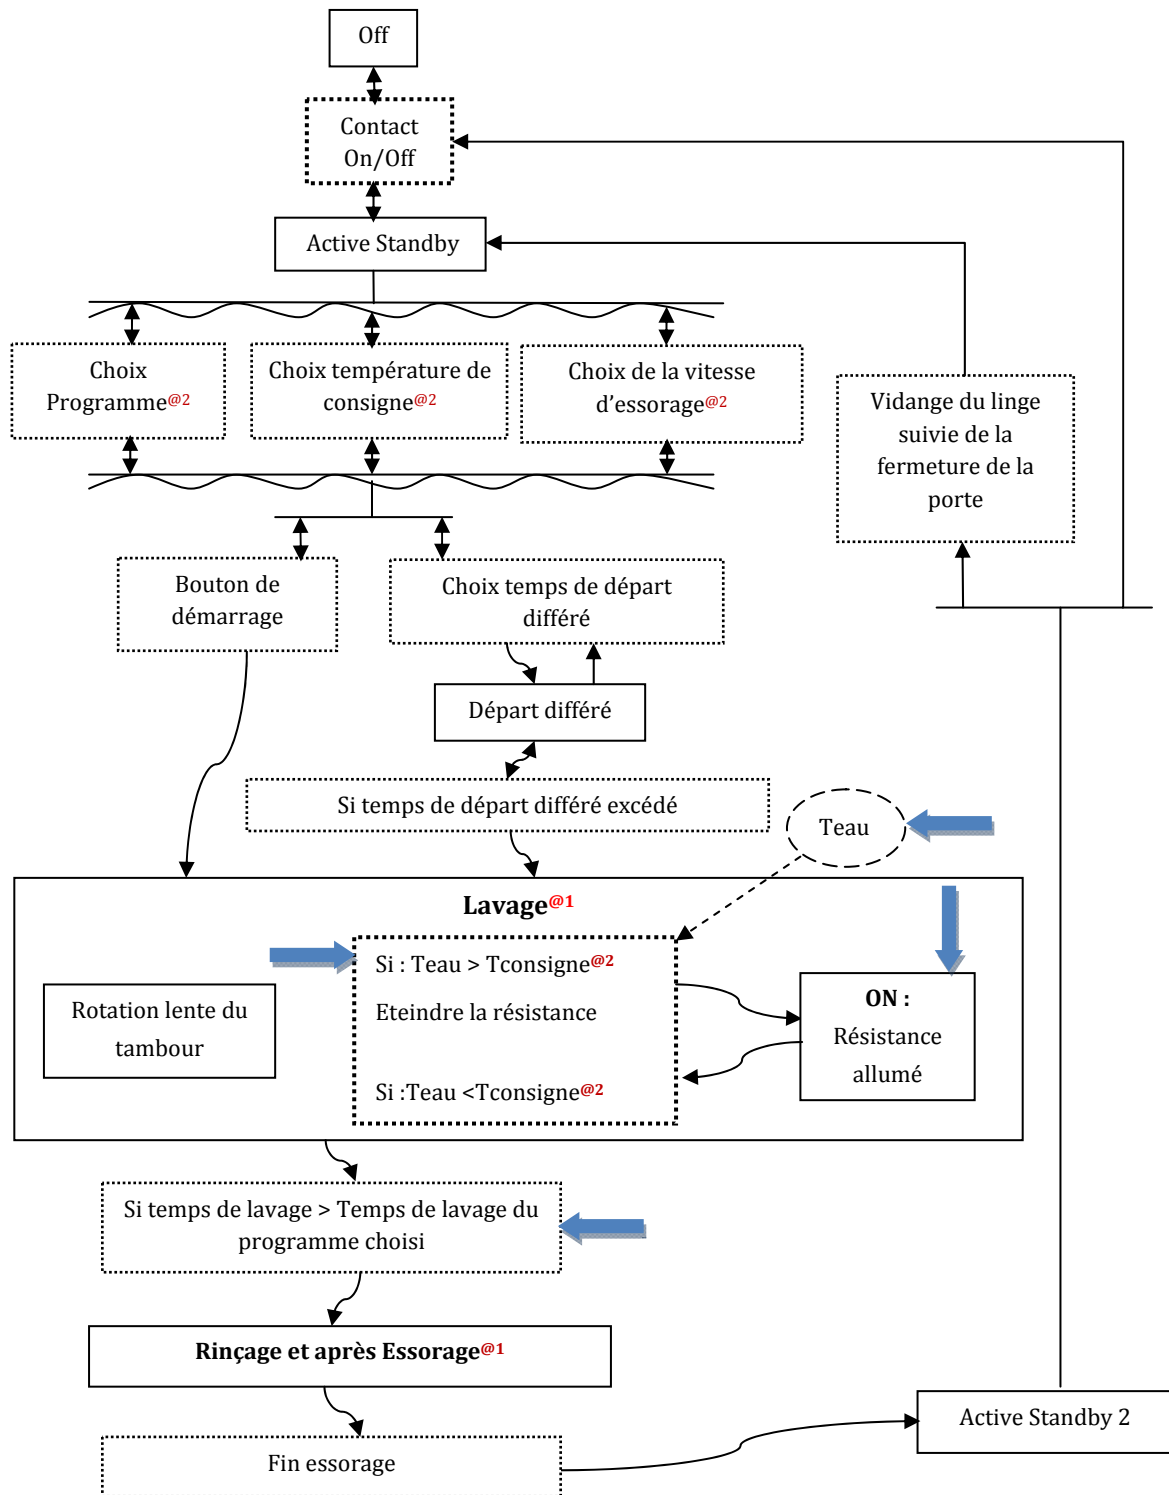 Off
Contact
On/Off
Active Standby
Choix
Programme@2
Choix température de
consigne@2
Choix de la vitesse
d'essorage@2
Vidange du linge
suivie de la
fermeture de la
porte
Bouton de
démarrage
Choix temps de départ
différé
Départ différé
Si temps de départ différé excédé
Teau
Lavage@1
Rotation lente du
tambour
Si : Teau > Tconsigne@2
Eteindre la résistance
Si :Teau <Tconsigne@2
ON :
Résistance
allumé
Si temps de lavage > Temps de lavage du
programme choisi
Rinçage et après Essorage@1
Fin essorage
Active Standby 2